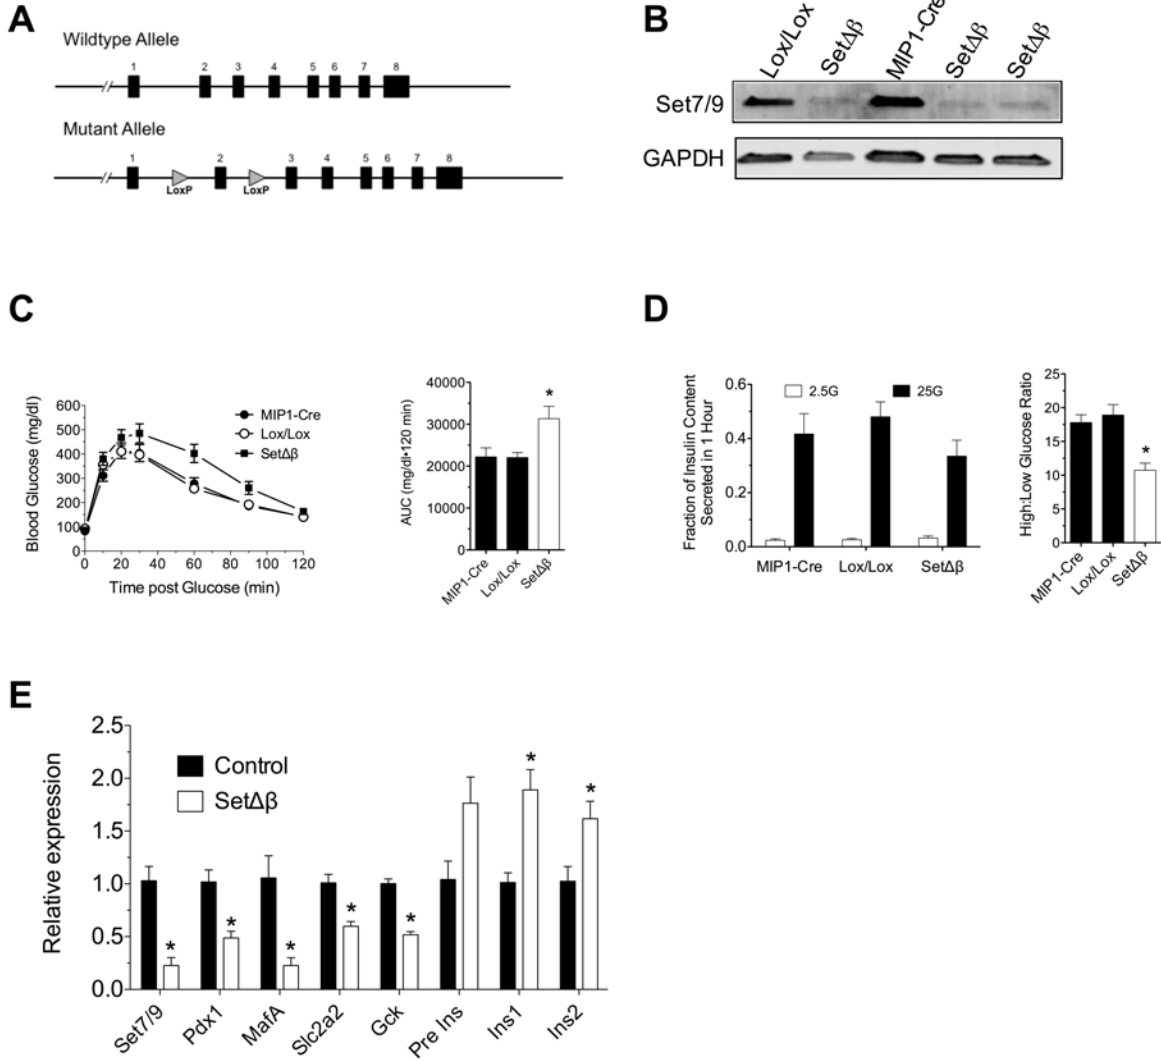 A
Wildtype Allele
1 2 3 4 5 6 7 8
Mutant Allele
1 2 3 4 5 6 7 8
LoxP LoxP
B
Lox/Lox SetΔβ MIP1-Cre SetΔβ SetΔβ
Set7/9
GAPDH
C
Blood Glucose (mg/dl)
600
500
400
300
200
100
0
0 20 40 60 80 100 120
Time post Glucose (min)
MIP1-Cre
Lox/Lox
SetΔβ
AUC (mg/dl•120 min)
40000
30000
20000
10000
0
*
MIP1-Cre Lox/Lox SetΔβ
D
Fraction of Insulin Content
Secreted in 1 Hour
0.6
0.4
0.2
0.0
2.5G 25G
MIP1-Cre Lox/Lox SetΔβ
High:Low Glucose Ratio
25
20
15
10
5
0
*
MIP1-Cre Lox/Lox SetΔβ
E
Relative expression
2.5
2.0
1.5
1.0
0.5
0.0
Control
SetΔβ
* * * * * * *
Set7/9 Pdx1 MafA Slc2a2 Gck Pre Ins Ins1 Ins2